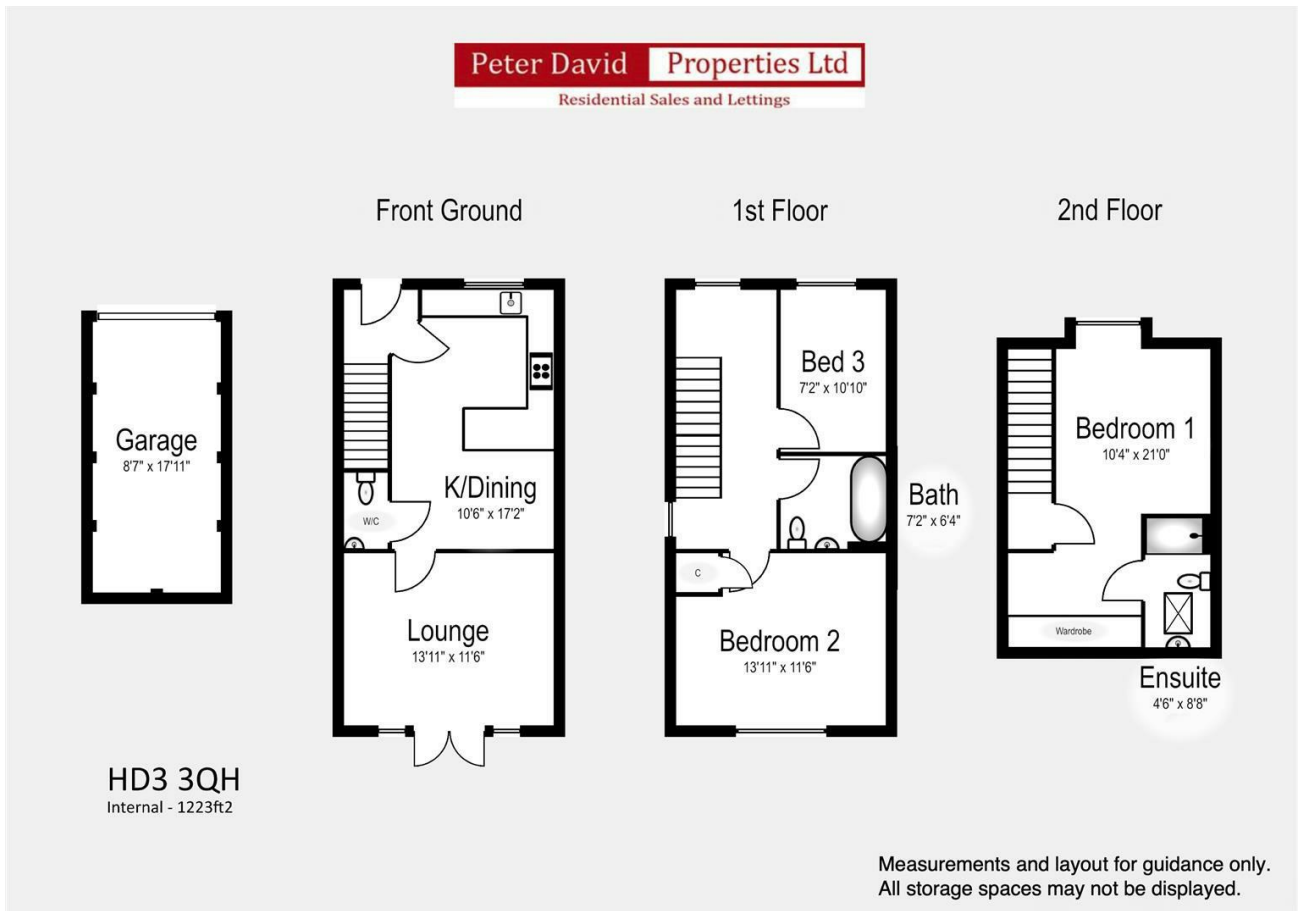 Peter David Properties Ltd
Residential Sales and Lettings
Front Ground
1st Floor
2nd Floor
Garage
8'7" x 17'11"
K/Dining
10'6" x 17'2"
W/C
Lounge
13'11" x 11'6"
Bed 3
7'2" x 10'10"
Bath
7'2" x 6'4"
C
Bedroom 2
13'11" x 11'6"
Bedroom 1
10'4" x 21'0"
Wardrobe
Ensuite
4'6" x 8'8"
HD3 3QH
Internal - 1223ft2
Measurements and layout for guidance only.
All storage spaces may not be displayed.